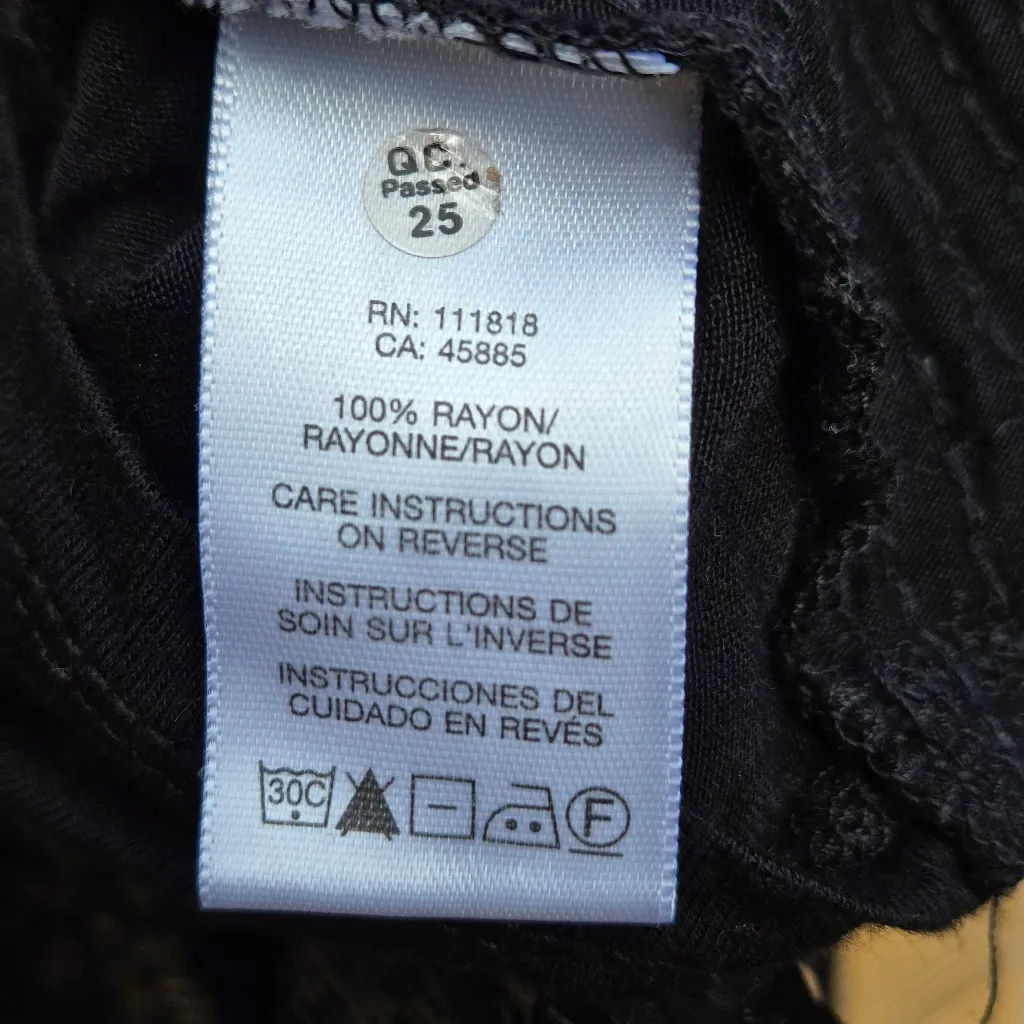 QC.
Passed
25
RN: 111818
CA: 45885
100% RAYON/
RAYONNE/RAYON
CARE INSTRUCTIONS
ON REVERSE
INSTRUCTIONS DE
SOIN SUR L'INVERSE
INSTRUCCIONES DEL
CUIDADO EN REVÉS
30C F